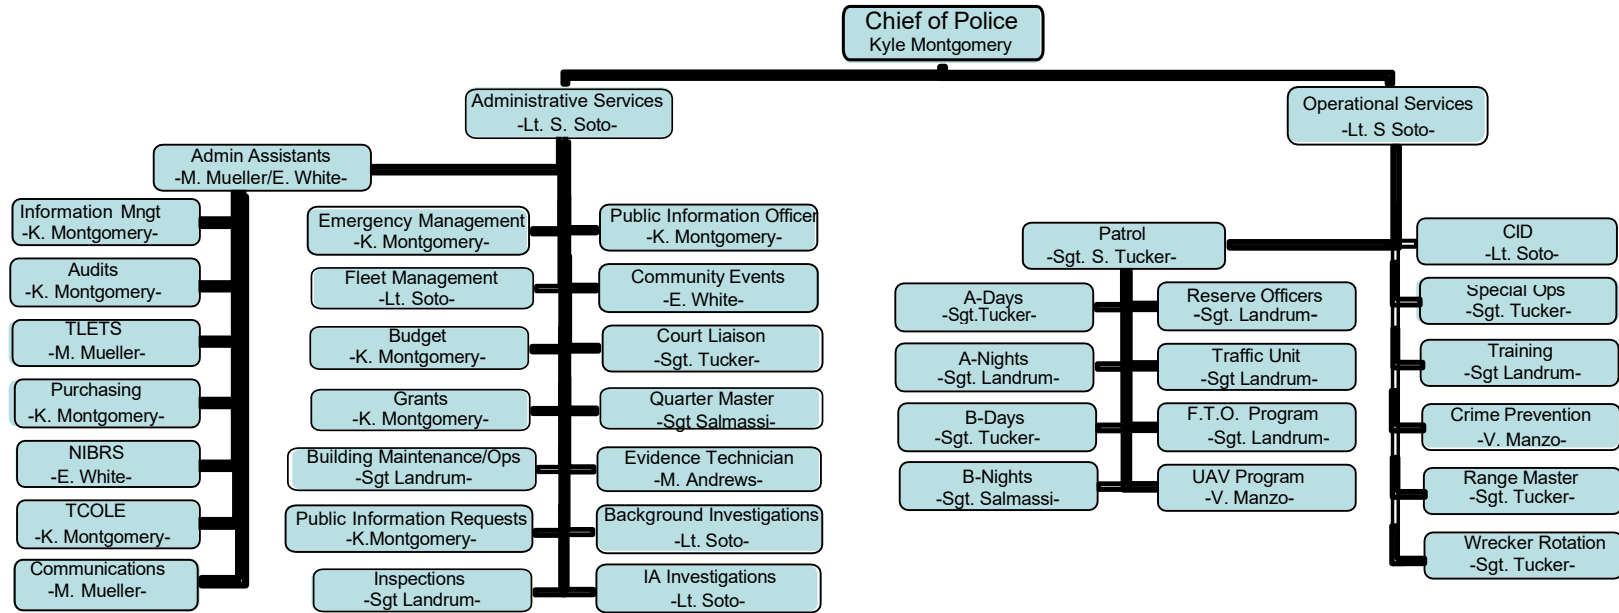 Chief of Police
Kyle Montgomery
Administrative Services
-Lt. S. Soto-
Operational Services
-Lt. S Soto-
Admin Assistants
-M. Mueller/E. White-
Information Mngt
-K. Montgomery-
Audits
-K. Montgomery-
TLETS
-M. Mueller-
Purchasing
-K. Montgomery-
NIBRS
-E. White-
TCOLE
-K. Montgomery-
Communications
-M. Mueller-
Emergency Management
-K. Montgomery-
Fleet Management
-Lt. Soto-
Budget
-K. Montgomery-
Grants
-K. Montgomery-
Building Maintenance/Ops
-Sgt Landrum-
Public Information Requests
-K.Montgomery-
Inspections
-Sgt Landrum-
Public Information Officer
-K. Montgomery-
Community Events
-E. White-
Court Liaison
-Sgt. Tucker-
Quarter Master
-Sgt Salmassi-
Evidence Technician
-M. Andrews-
Background Investigations
-Lt. Soto-
IA Investigations
-Lt. Soto-
Patrol
-Sgt. S. Tucker-
A-Days
-Sgt.Tucker-
A-Nights
-Sgt. Landrum-
B-Days
-Sgt. Tucker-
B-Nights
-Sgt. Salmassi-
Reserve Officers
-Sgt. Landrum-
Traffic Unit
-Sgt Landrum-
F.T.O. Program
-Sgt. Landrum-
UAV Program
-V. Manzo-
CID
-Lt. Soto-
Special Ops
-Sgt. Tucker-
Training
-Sgt Landrum-
Crime Prevention
-V. Manzo-
Range Master
-Sgt. Tucker-
Wrecker Rotation
-Sgt. Tucker-